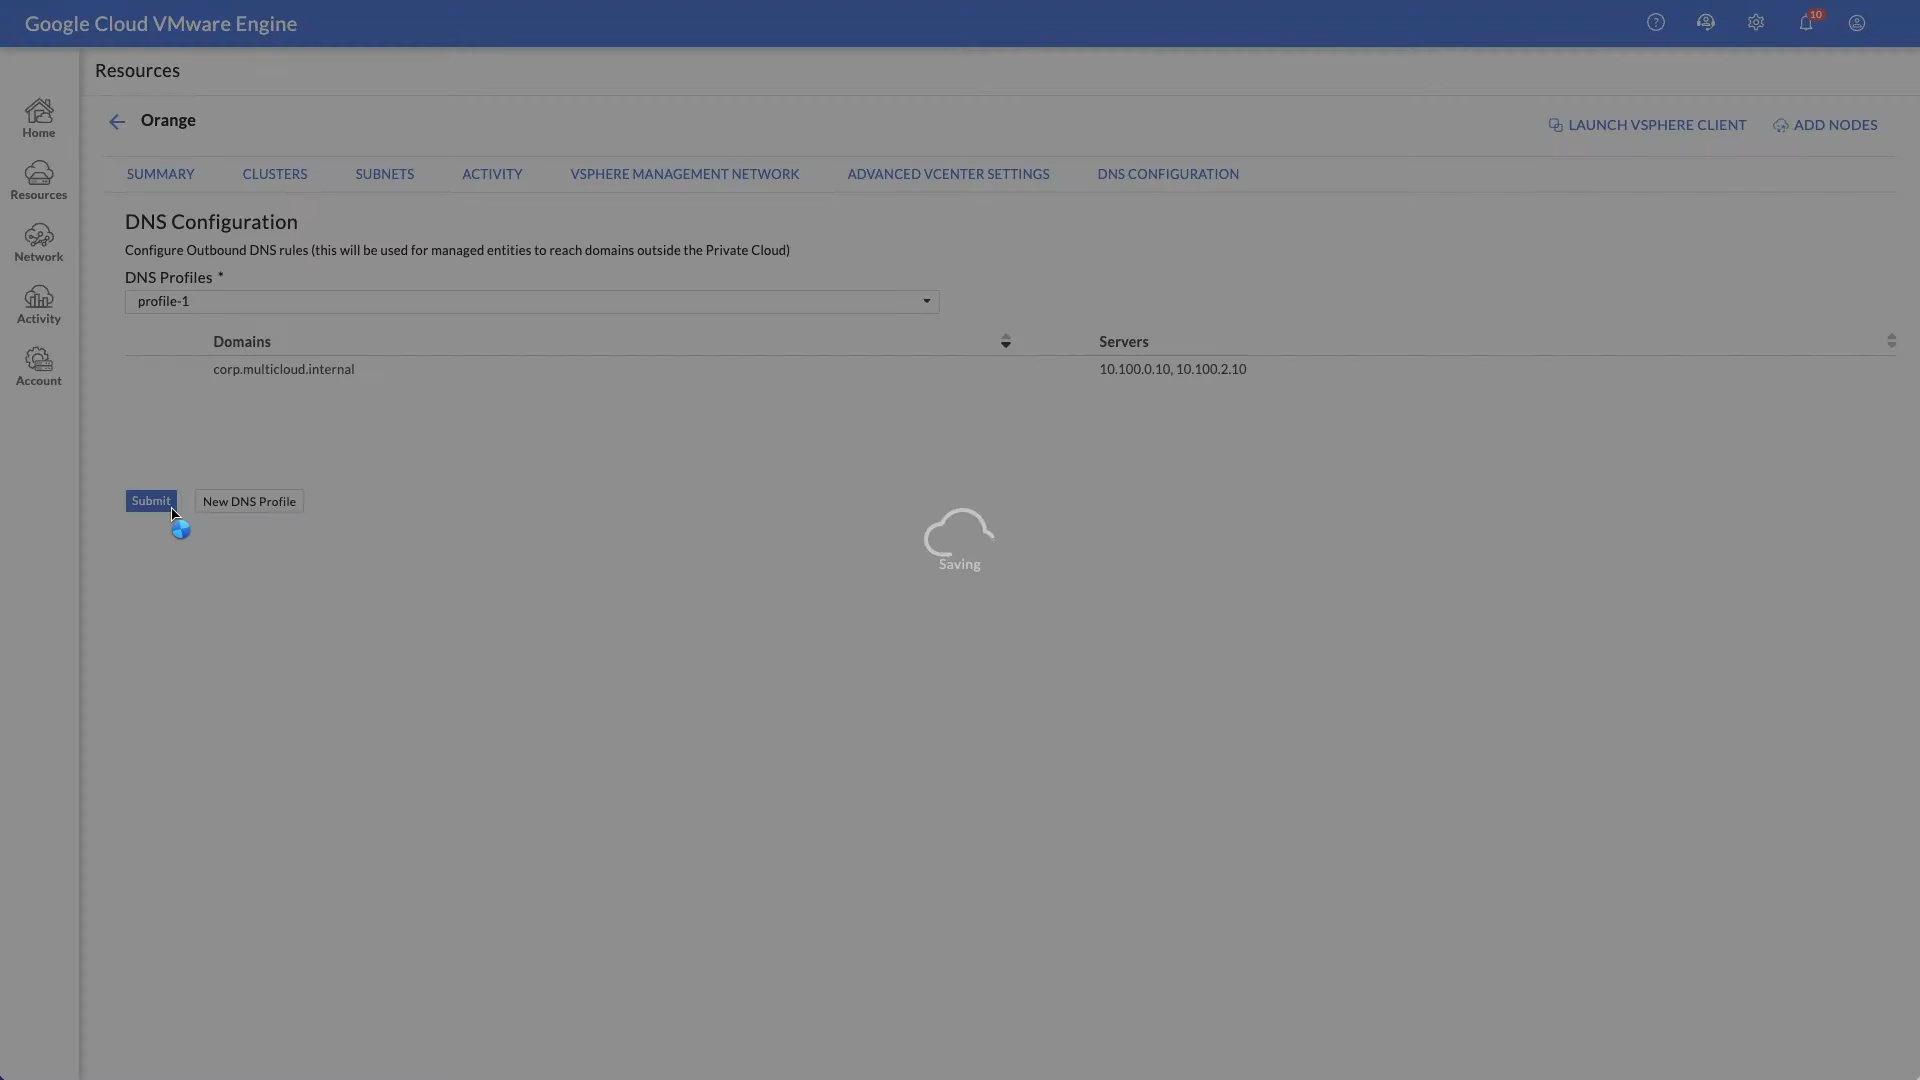 Google Cloud VMware Engine
10
Resources
Home
Resources
Network
Activity
Account
Orange
LAUNCH VSPHERE CLIENT
ADD NODES
SUMMARY CLUSTERS SUBNETS ACTIVITY VSPHERE MANAGEMENT NETWORK ADVANCED VCENTER SETTINGS DNS CONFIGURATION
DNS Configuration
Configure Outbound DNS rules (this will be used for managed entities to reach domains outside the Private Cloud)
DNS Profiles *
profile-1
Domains Servers
corp.multicloud.internal 10.100.0.10, 10.100.2.10
Submit New DNS Profile
Saving